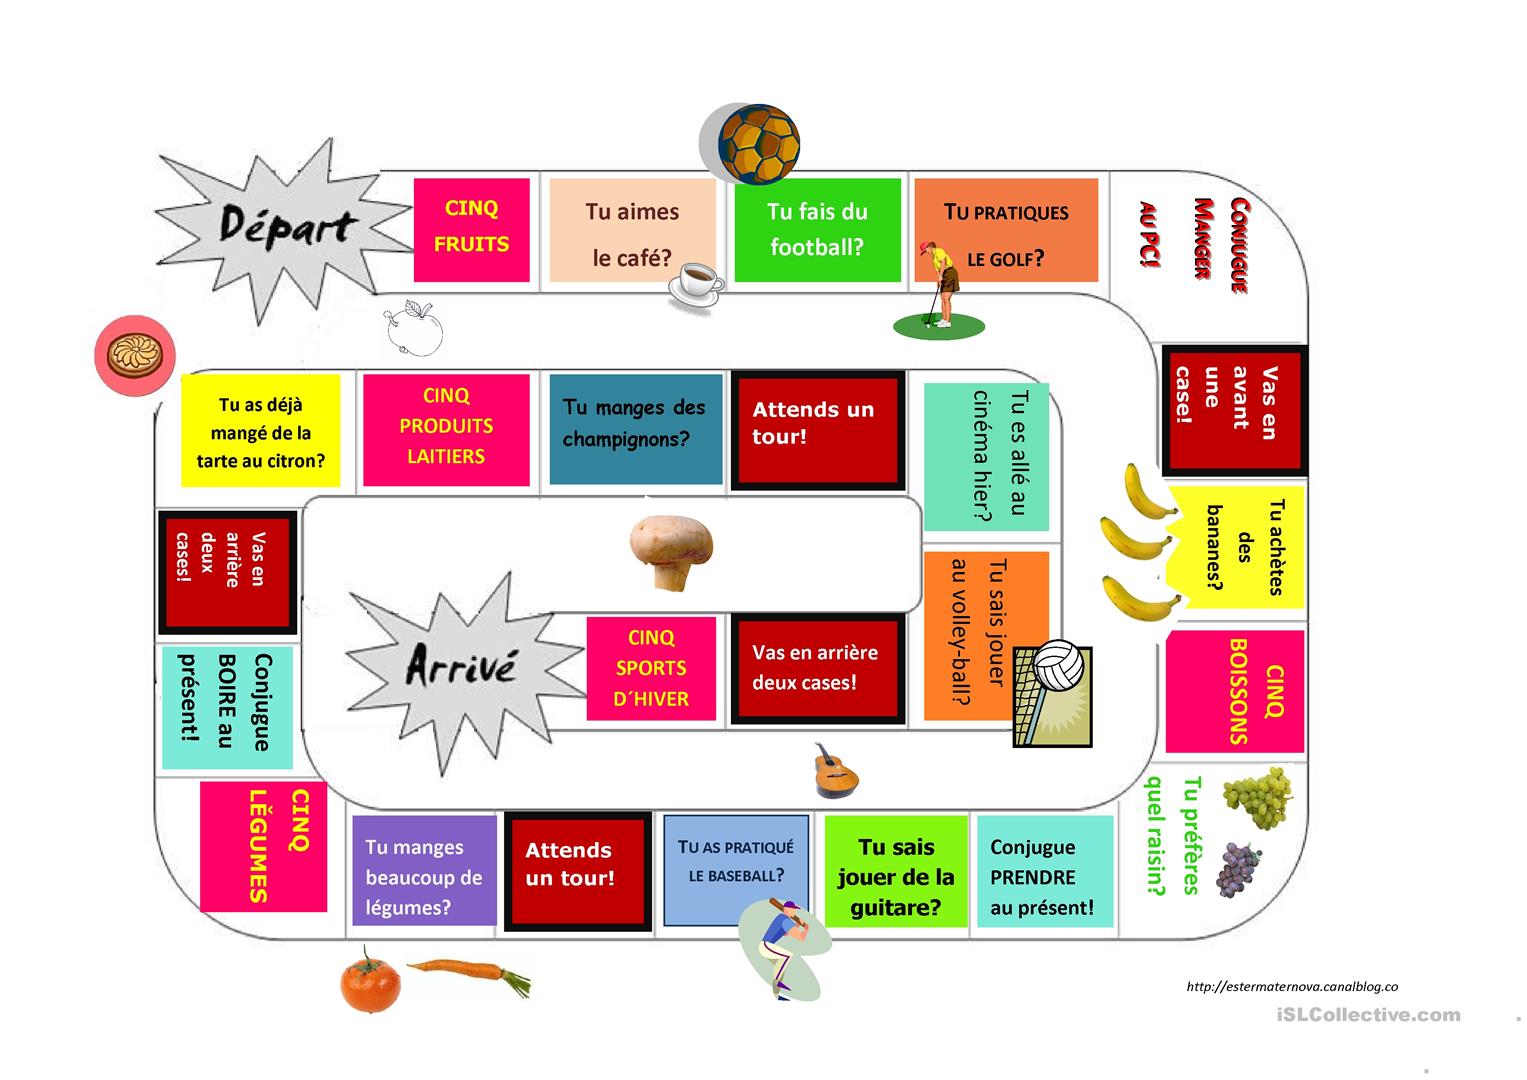 Départ
CINQ
FRUITS
Tu aimes
le café?
Tu fais du
football?
TU PRATIQUES
LE GOLF?
CONJUGUE
MANGER
AU PC!
Vas en
avant
une
case!
Tu achètes
des
bananes?
CINQ
BOISSONS
Tu préfères
quel raisin?
Conjugue
PRENDRE
au présent!
Tu sais
jouer de la
guitare?
TU AS PRATIQUÉ
LE BASEBALL?
Attends
un tour!
Tu manges
beaucoup de
légumes?
CINQ
LĔGUMES
Conjugue
BOIRE au
présent!
Vas en
arrière
deux
cases!
Tu as déjà
mangé de la
tarte au citron?
CINQ
PRODUITS
LAITIERS
Tu manges des
champignons?
Attends un
tour!
Tu es allé au
cinéma hier?
Tu sais jouer
au volley-ball?
Vas en arrière
deux cases!
CINQ
SPORTS
D´HIVER
Arrivé
http://estermaternova.canalblog.co
iSLCollective.com